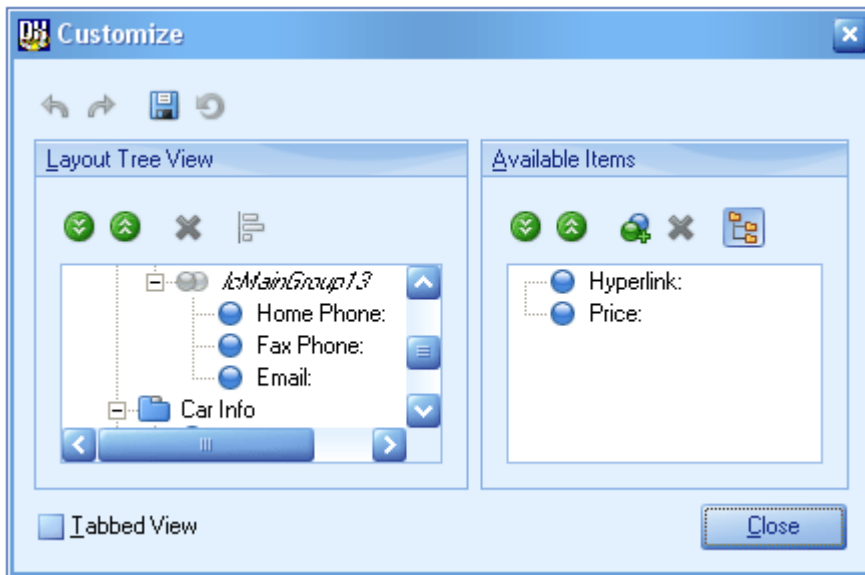 Customize
Layout Tree View
Available Items
lcMainGroup13
Home Phone:
Fax Phone:
Email:
Car Info
Hyperlink:
Price:
Tabbed View
Close